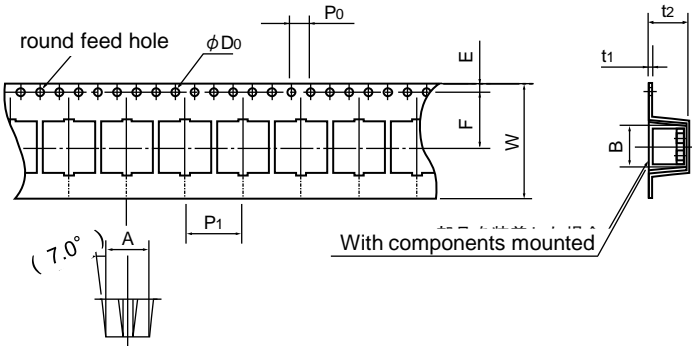 P0
t2
round feed hole
φD0
E
t1
F
W
B
P1
A
With components mounted
( 7.0° )